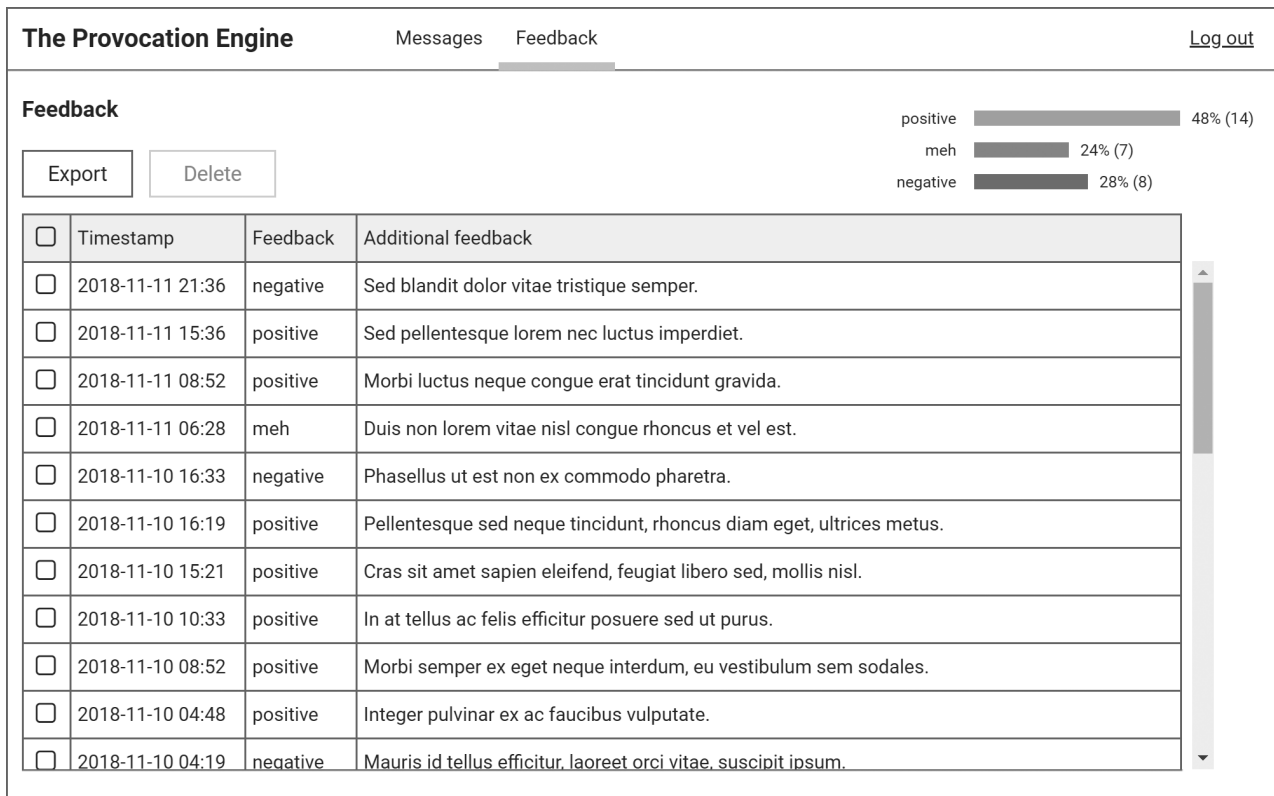 The Provocation Engine Messages Feedback Log out
Feedback
positive 48% (14)
meh 24% (7)
negative 28% (8)
Export Delete
Timestamp Feedback Additional feedback
2018-11-11 21:36 negative Sed blandit dolor vitae tristique semper.
2018-11-11 15:36 positive Sed pellentesque lorem nec luctus imperdiet.
2018-11-11 08:52 positive Morbi luctus neque congue erat tincidunt gravida.
2018-11-11 06:28 meh Duis non lorem vitae nisl congue rhoncus et vel est.
2018-11-10 16:33 negative Phasellus ut est non ex commodo pharetra.
2018-11-10 16:19 positive Pellentesque sed neque tincidunt, rhoncus diam eget, ultrices metus.
2018-11-10 15:21 positive Cras sit amet sapien eleifend, feugiat libero sed, mollis nisl.
2018-11-10 10:33 positive In at tellus ac felis efficitur posuere sed ut purus.
2018-11-10 08:52 positive Morbi semper ex eget neque interdum, eu vestibulum sem sodales.
2018-11-10 04:48 positive Integer pulvinar ex ac faucibus vulputate.
2018-11-10 04:19 negative Mauris id tellus efficitur, laoreet orci vitae, suscipit ipsum.